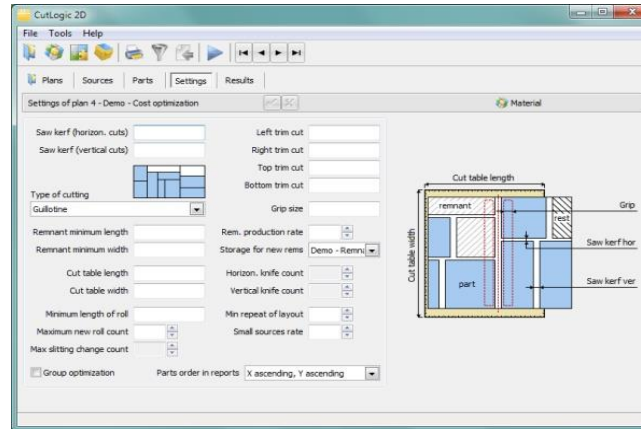 CutLogic 2D
File Tools Help
Plans Sources Parts Settings Results
Settings of plan 4 - Demo - Cost optimization
Material
Saw kerf (horizon. cuts)
Left trim cut
Saw kerf (vertical cuts)
Right trim cut
Top trim cut
Bottom trim cut
Type of cutting
Guillotine
Grip size
Remnant minimum length
Rem. production rate
Remnant minimum width
Storage for new rems
Demo - Remna
Cut table length
Horizon. knife count
Cut table width
Vertical knife count
Minimum length of roll
Min repeat of layout
Maximum new roll count
Small sources rate
Max slitting change count
Group optimization
Parts order in reports
X ascending, Y ascending
Cut table length
Cut table width
remnant
rest
part
Grip
Saw kerf hor
Saw kerf ver